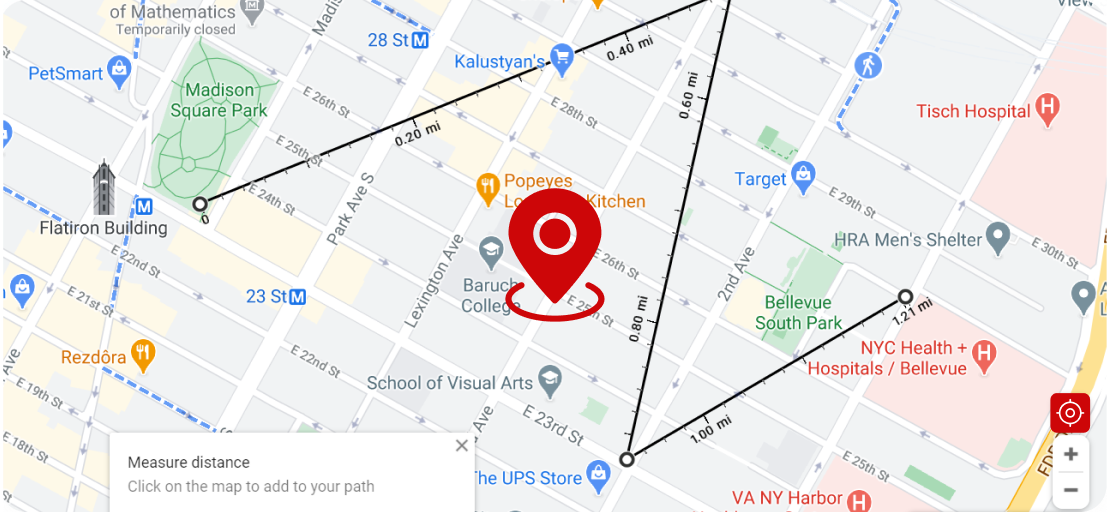 of Mathematics
Temporarily closed
28 St M
0.40 mi
Kalustyan's
PetSmart
Madison
Square Park
E 26th St
E 28th St
0.60 mi
Tisch Hospital
H
0.20 mi
E 25th St
Target
E 24th St
Popeyes
Kitchen
E 29th St
M
0
Park Ave S
Flatiron Building
HRA Men's Shelter
E 30th St
E 22nd St
E 26th St
2nd Ave
Lexington Ave
Baruch
College
E 25th St
23 St M
E 21st St
Bellevue
South Park
1.21 mi
0.80 mi
Rezdôra
E 22nd St
NYC Health +
Hospitals / Bellevue
H
Ave
E 19th St
School of Visual Arts
E 23rd St
Ave
1.00 mi
E 18th St
E 25th St
Measure distance
Click on the map to add to your path
The UPS Store
VA NY Harbor
H
+
−